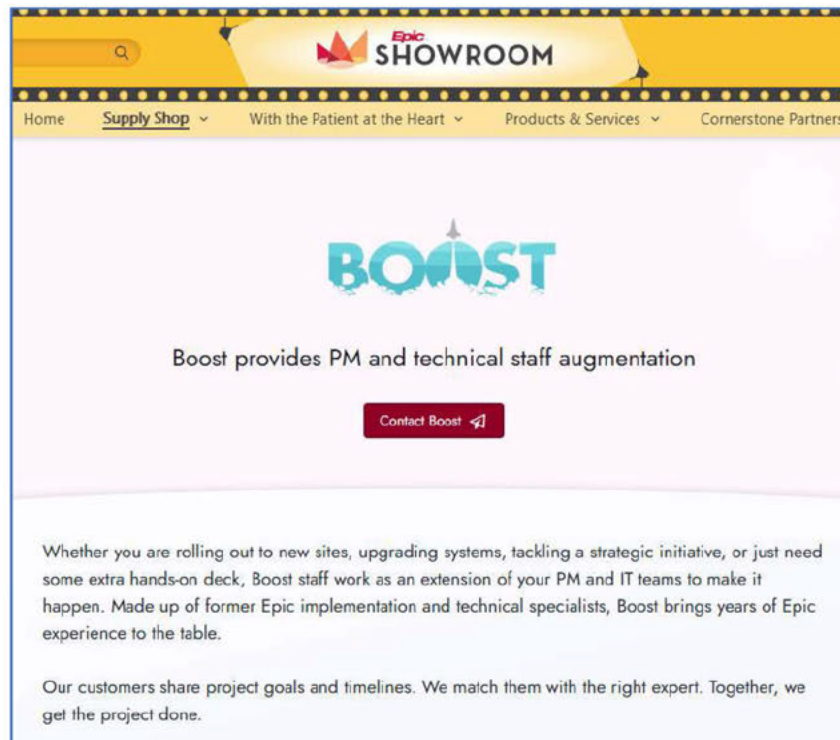 Epic
SHOWROOM
Home Supply Shop With the Patient at the Heart Products & Services Cornerstone Partners
BOOST
Boost provides PM and technical staff augmentation
Contact Boost
Whether you are rolling out to new sites, upgrading systems, tackling a strategic initiative, or just need
some extra hands-on deck, Boost staff work as an extension of your PM and IT teams to make it
happen. Made up of former Epic implementation and technical specialists, Boost brings years of Epic
experience to the table.
Our customers share project goals and timelines. We match them with the right expert. Together, we
get the project done.